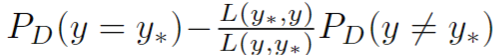 P_D(y = y_*) − \frac{L(y_*, y)}{L(y, y_*)} P_D(y ≠ y_*)